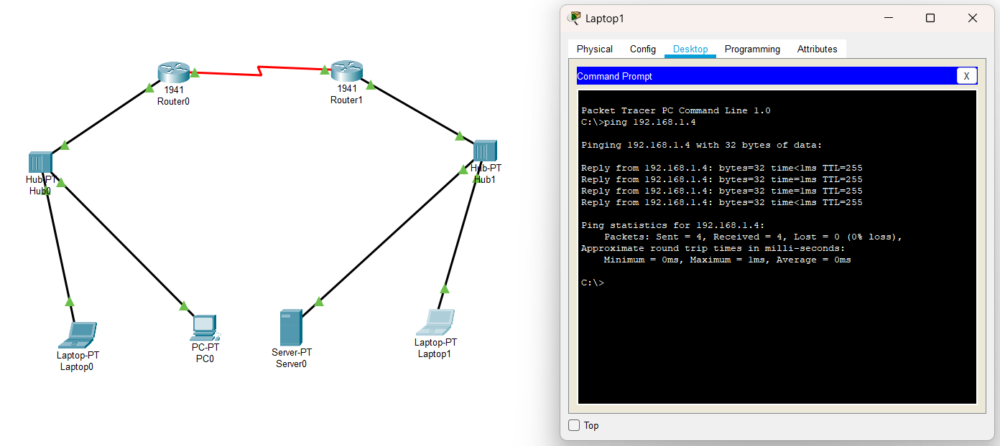 1941
Router0
1941
Router1
Hub-PT
Hub0
Hub-PT
Hub1
Laptop-PT
Laptop0
PC-PT
PC0
Server-PT
Server0
Laptop-PT
Laptop1
Laptop1
Physical Config Desktop Programming Attributes
Command Prompt X
Packet Tracer PC Command Line 1.0
C:\>ping 192.168.1.4
Pinging 192.168.1.4 with 32 bytes of data:
Reply from 192.168.1.4: bytes=32 time<1ms TTL=255
Reply from 192.168.1.4: bytes=32 time=1ms TTL=255
Reply from 192.168.1.4: bytes=32 time=1ms TTL=255
Reply from 192.168.1.4: bytes=32 time<1ms TTL=255
Ping statistics for 192.168.1.4:
Packets: Sent = 4, Received = 4, Lost = 0 (0% loss),
Approximate round trip times in milli-seconds:
Minimum = 0ms, Maximum = 1ms, Average = 0ms
C:\>
Top